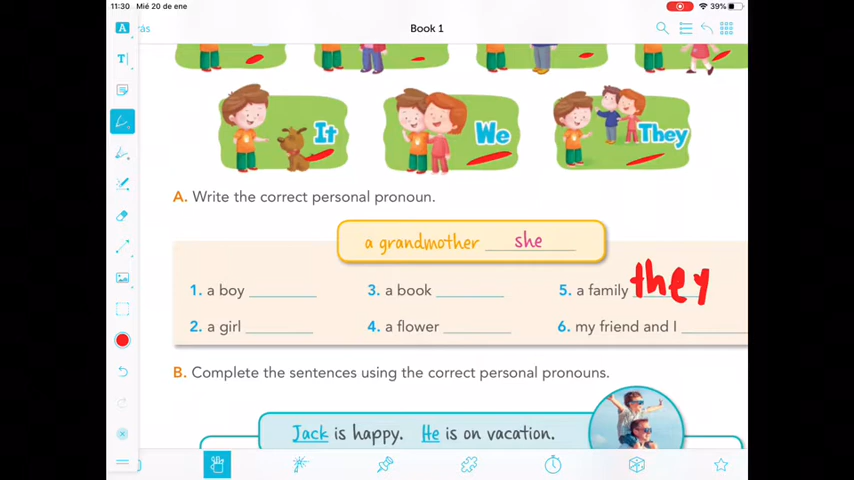 11:30 Mié 20 de ene 39%
A rás Book 1
T
It We They
A. Write the correct personal pronoun.
a grandmother she
1. a boy 3. a book 5. a family they
2. a girl 4. a flower 6. my friend and I
B. Complete the sentences using the correct personal pronouns.
Jack is happy. He is on vacation.